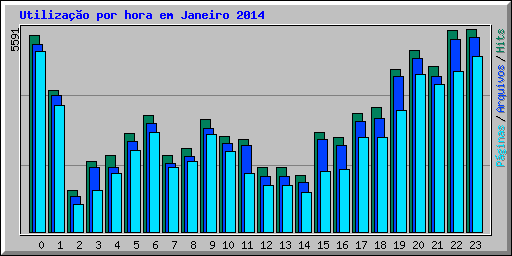 Utilização por hora em Janeiro 2014
5591
Páginas / Arquivos / Hits
0 1 2 3 4 5 6 7 8 9 10 11 12 13 14 15 16 17 18 19 20 21 22 23